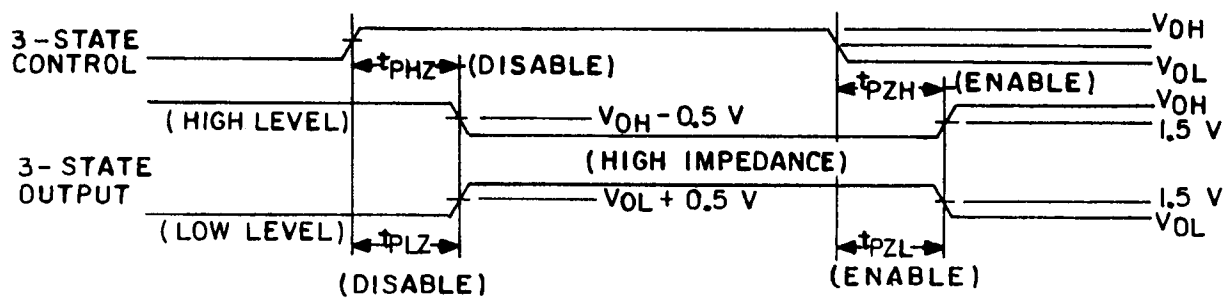 3-STATE
CONTROL
VOH
VOL
tPHZ (DISABLE)
tPZH (ENABLE)
(HIGH LEVEL)
VOH - 0.5 V
VOH
1.5 V
(HIGH IMPEDANCE)
3-STATE
OUTPUT
VOL + 0.5 V
1.5 V
VOL
(LOW LEVEL)
tPLZ
tPZL
(DISABLE)
(ENABLE)